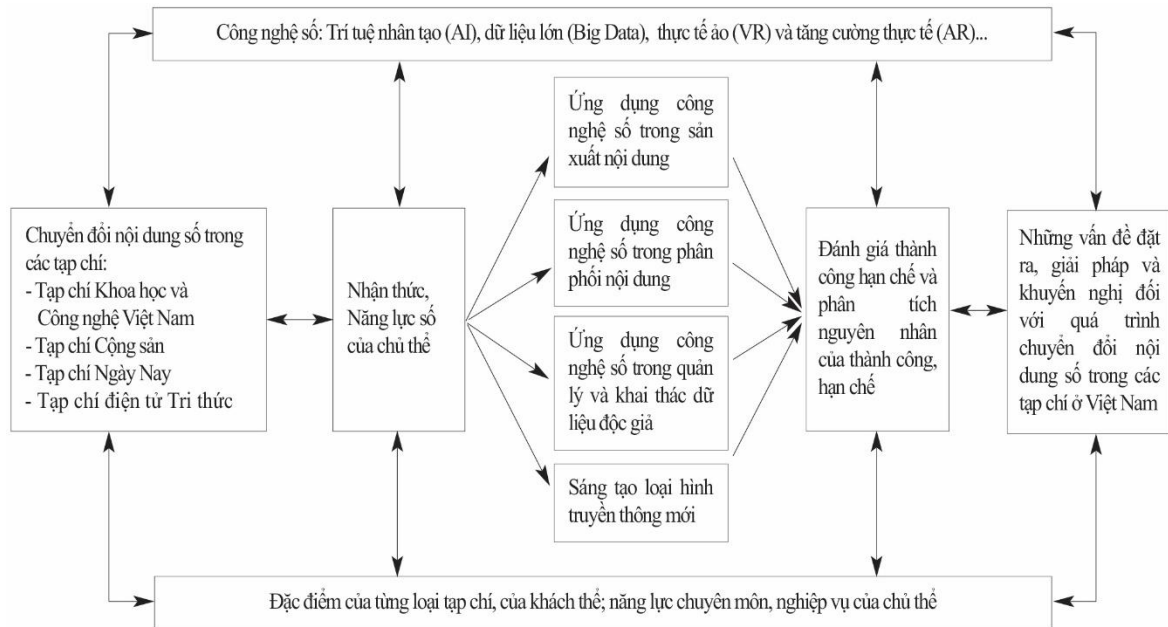 Công nghệ số: Trí tuệ nhân tạo (AI), dữ liệu lớn (Big Data), thực tế ảo (VR) và tăng cường thực tế (AR)...
Chuyển đổi nội dung số trong
các tạp chí:
- Tạp chí Khoa học và
Công nghệ Việt Nam
- Tạp chí Cộng sản
- Tạp chí Ngày Nay
- Tạp chí điện tử Tri thức
Nhận thức,
Năng lực số
của chủ thể
Ứng dụng công
nghệ số trong sản
xuất nội dung
Ứng dụng công
nghệ số trong phân
phối nội dung
Ứng dụng công
nghệ số trong quản
lý và khai thác dữ
liệu độc giả
Sáng tạo loại hình
truyền thông mới
Đánh giá thành
công hạn chế và
phân tích
nguyên nhân
của thành công,
hạn chế
Những vấn đề đặt
ra, giải pháp và
khuyến nghị đối
với quá trình
chuyển đổi nội
dung số trong các
tạp chí ở Việt Nam
Đặc điểm của từng loại tạp chí, của khách thể; năng lực chuyên môn, nghiệp vụ của chủ thể